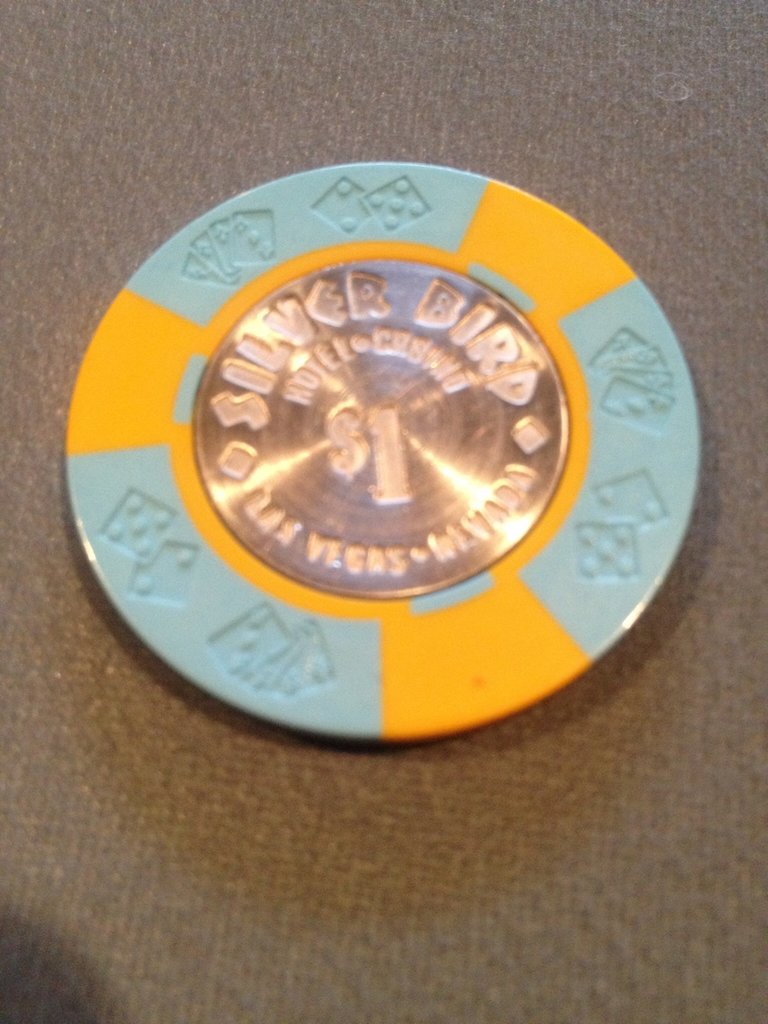 SILVER BIRD
HOTEL • CASINO
$1
LAS VEGAS • NEVADA